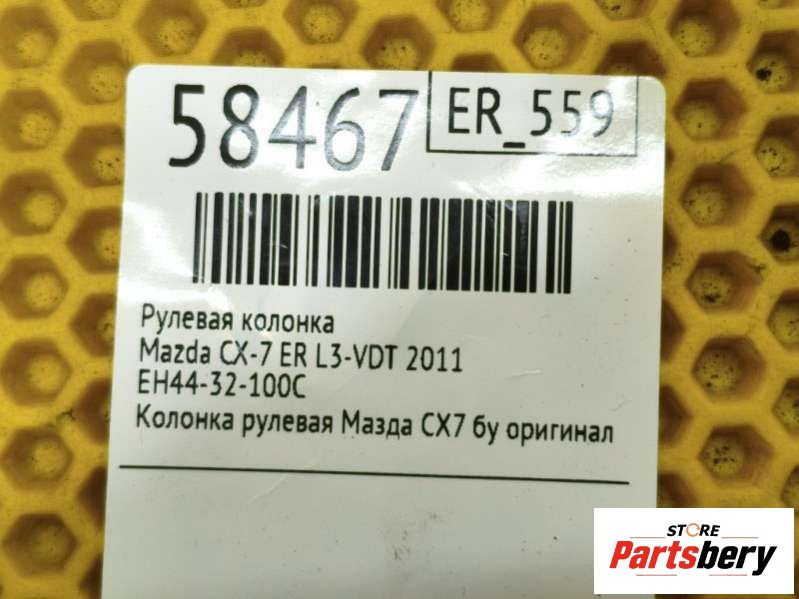 58467
ER_559
Рулевая колонка
Mazda CX-7 ER L3-VDT 2011
EH44-32-100C
Колонка рулевая Мазда СХ7 бу оригинал
STORE
Partsbery